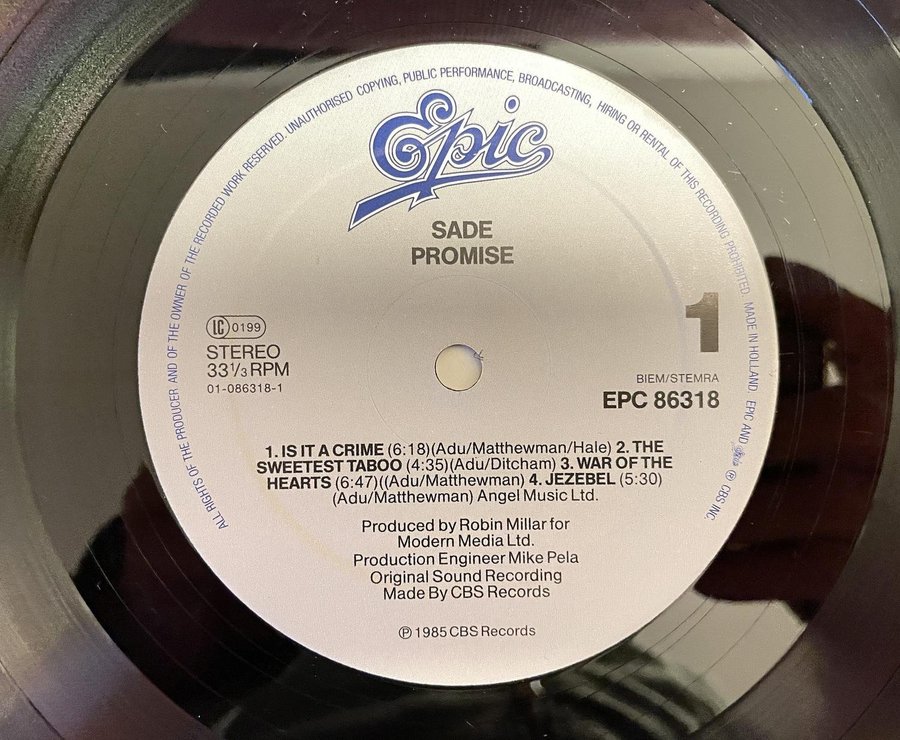 ALL RIGHTS OF THE PRODUCER AND OF THE OWNER OF THE RECORDED WORK RESERVED. UNAUTHORISED COPYING, PUBLIC PERFORMANCE, BROADCASTING, HIRING OR RENTAL OF THIS RECORDING PROHIBITED. MADE IN HOLLAND. EPIC AND Epic ® CBS INC.
Epic
SADE
PROMISE
1
LC 0199
STEREO
33 1/3 RPM
01-086318-1
BIEM/STEMRA
EPC 86318
1. IS IT A CRIME (6:18)(Adu/Matthewman/Hale) 2. THE
SWEETEST TABOO (4:35)(Adu/Ditcham) 3. WAR OF THE
HEARTS (6:47)((Adu/Matthewman) 4. JEZEBEL (5:30)
(Adu/Matthewman) Angel Music Ltd.
Produced by Robin Millar for
Modern Media Ltd.
Production Engineer Mike Pela
Original Sound Recording
Made By CBS Records
℗ 1985 CBS Records